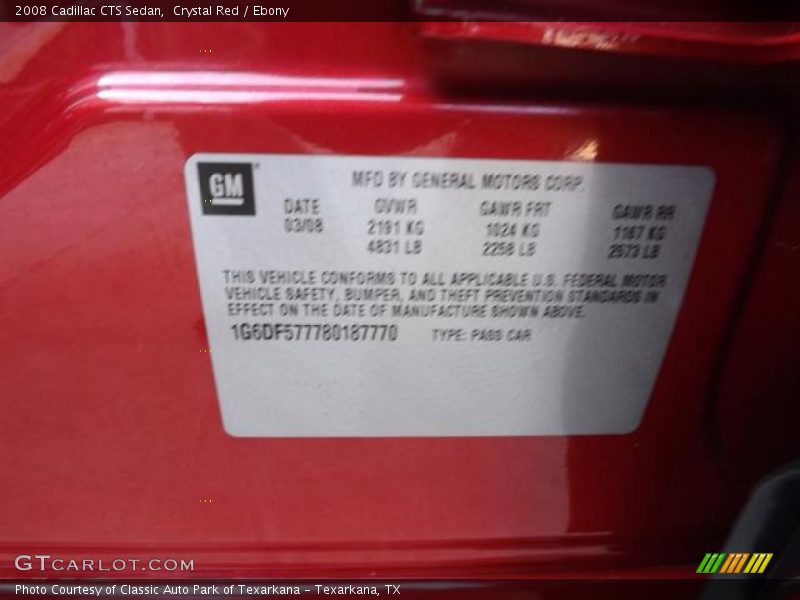 2008 Cadillac CTS Sedan,  Crystal Red / Ebony
GM
MFD BY GENERAL MOTORS CORP.
DATE GVWR GAWR FRT GAWR RR
03/08 2191 KG 1024 KG 1167 KG
4831 LB 2258 LB 2573 LB
THIS VEHICLE CONFORMS TO ALL APPLICABLE U.S. FEDERAL MOTOR
VEHICLE SAFETY, BUMPER, AND THEFT PREVENTION STANDARDS IN
EFFECT ON THE DATE OF MANUFACTURE SHOWN ABOVE.
1G6DF577780187770 TYPE: PASS CAR
GTCARLOT.COM
Photo Courtesy of Classic Auto Park of Texarkana - Texarkana, TX